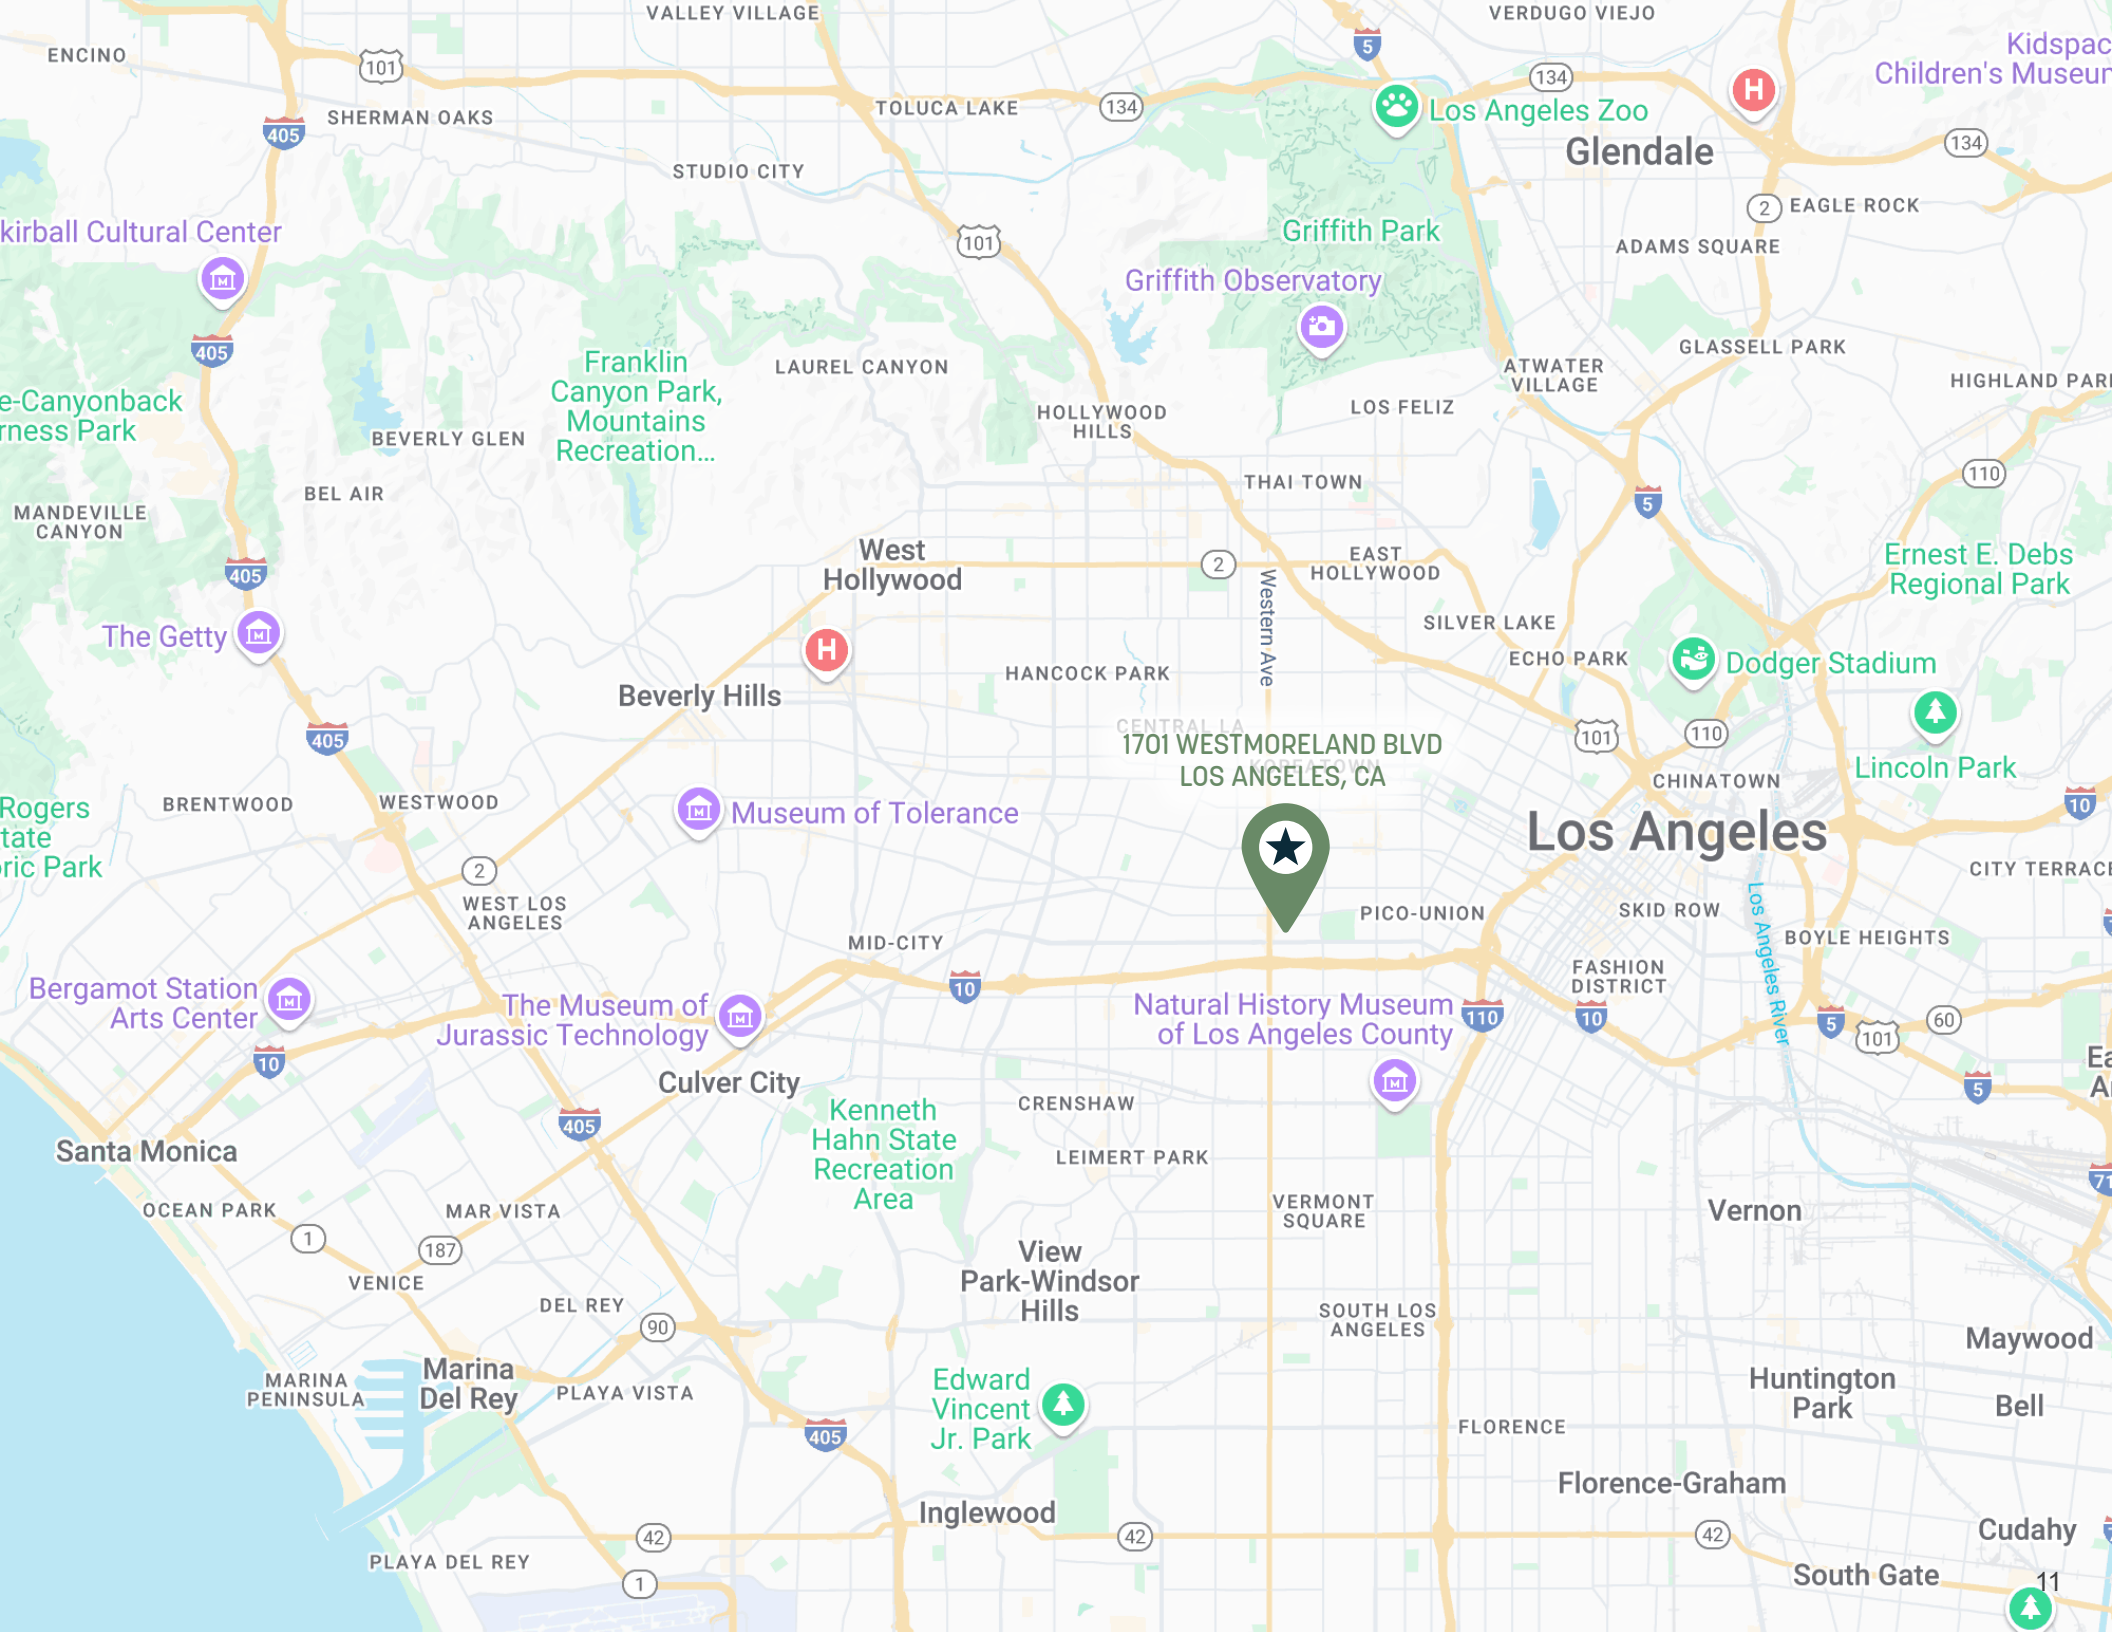 VALLEY VILLAGE
VERDUGO VIEJO
ENCINO
5
Kidspac
Children's Museum
101
134
H
SHERMAN OAKS
TOLUCA LAKE
134
Los Angeles Zoo
405
Glendale
134
STUDIO CITY
2
EAGLE ROCK
kirball Cultural Center
101
Griffith Park
ADAMS SQUARE
Griffith Observatory
405
LAUREL CANYON
GLASSELL PARK
Franklin
Canyon Park,
Mountains
Recreation...
ATWATER
VILLAGE
HIGHLAND PARK
e-Canyonback
rness Park
HOLLYWOOD
HILLS
LOS FELIZ
BEVERLY GLEN
BEL AIR
THAI TOWN
110
5
MANDEVILLE
CANYON
West
Hollywood
2
EAST
HOLLYWOOD
Ernest E. Debs
Regional Park
405
Western Ave
The Getty
SILVER LAKE
H
HANCOCK PARK
ECHO PARK
Dodger Stadium
Beverly Hills
405
CENTRAL LA
101
110
1701 WESTMORELAND BLVD
KOREATOWN
LOS ANGELES, CA
CHINATOWN
Lincoln Park
BRENTWOOD
WESTWOOD
Museum of Tolerance
10
Rogers
tate
oric Park
Los Angeles
2
CITY TERRACE
WEST LOS
ANGELES
PICO-UNION
SKID ROW
MID-CITY
Los Angeles River
BOYLE HEIGHTS
FASHION
DISTRICT
Bergamot Station
Arts Center
10
The Museum of
Jurassic Technology
Natural History Museum
of Los Angeles County
110
10
5
101
60
10
Culver City
5
Ea
A
405
Kenneth
Hahn State
Recreation
Area
CRENSHAW
Santa Monica
LEIMERT PARK
71
OCEAN PARK
MAR VISTA
VERMONT
SQUARE
Vernon
1
187
View
Park-Windsor
Hills
VENICE
DEL REY
90
SOUTH LOS
ANGELES
Maywood
MARINA
PENINSULA
Marina
Del Rey
PLAYA VISTA
Edward
Vincent
Jr. Park
Huntington
Park
Bell
405
FLORENCE
Florence-Graham
Inglewood
42
42
42
Cudahy
PLAYA DEL REY
1
South Gate
11